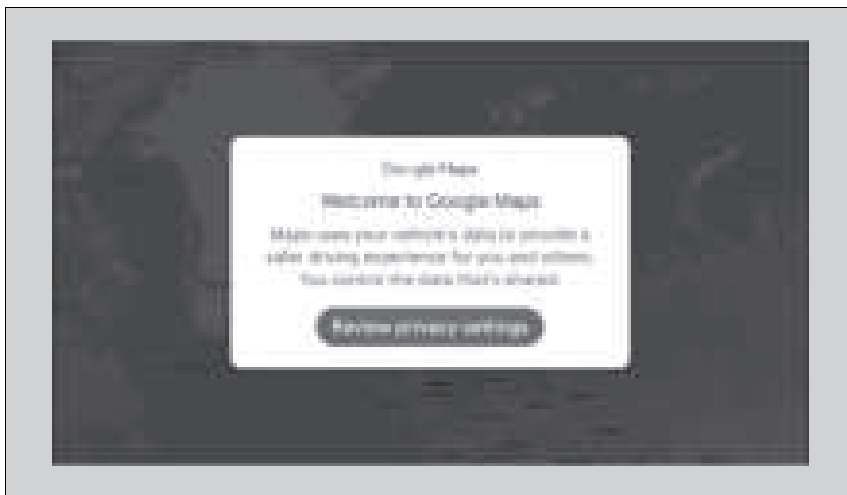 Google Maps
Welcome to Google Maps
Maps uses your vehicle's data to provide a
safer driving experience for you and others.
You control the data that's shared.
Review privacy settings